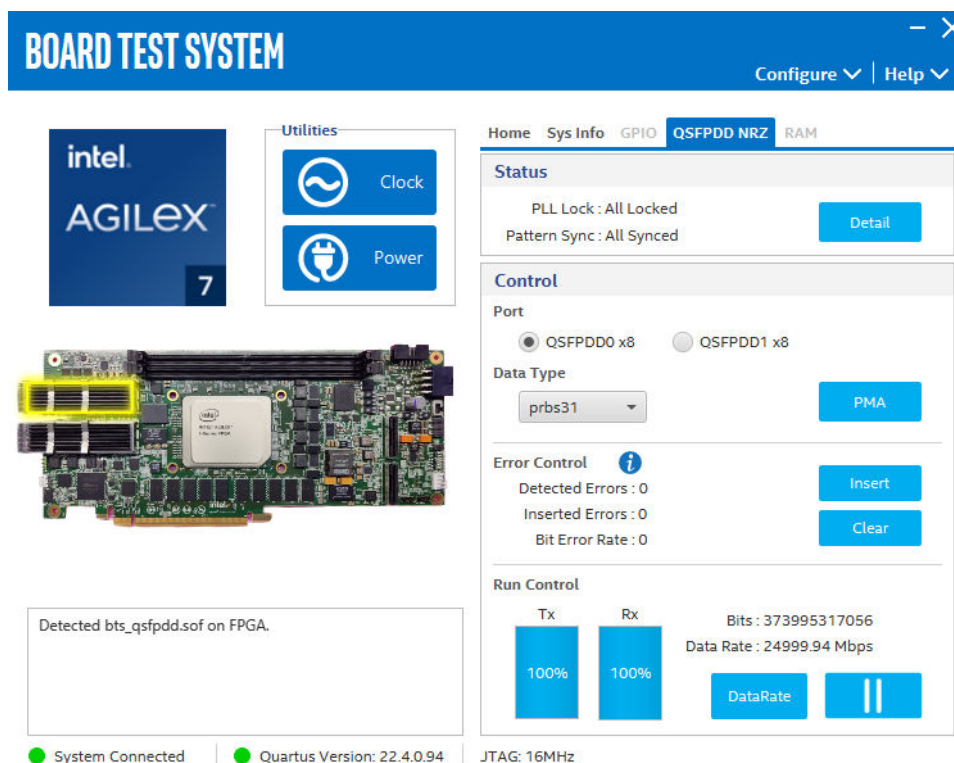 BOARD TEST SYSTEM
Configure | Help
intel.
AGILEX
7
Utilities
Clock
Power
Home Sys Info GPIO QSFPDD NRZ RAM
Status
PLL Lock : All Locked
Pattern Sync : All Synced
Detail
Control
Port
QSFPDD0 x8 QSFPDD1 x8
Data Type
prbs31
PMA
Error Control
Detected Errors : 0
Insert
Inserted Errors : 0
Bit Error Rate : 0
Clear
Run Control
Tx Rx
100% 100%
Bits : 373995317056
Data Rate : 24999.94 Mbps
DataRate
Detected bts_qsfpdd.sof on FPGA.
System Connected Quartus Version: 22.4.0.94 JTAG: 16MHz